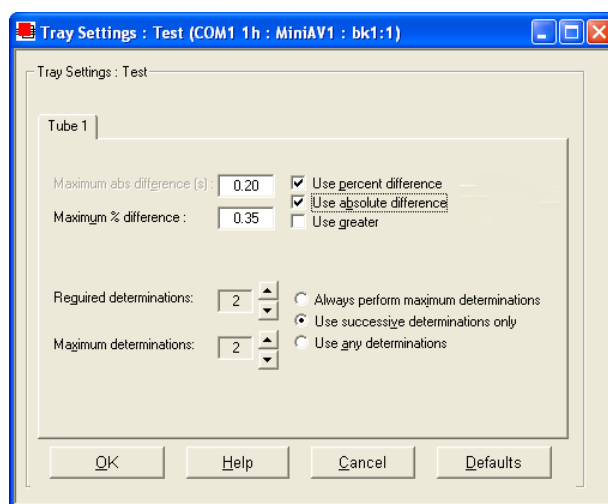 Tray Settings : Test (COM1 1h : MiniAV1 : bk1:1)
Tray Settings : Test
Tube 1
Maximum abs difference (s) : 0.20 Use percent difference
Use absolute difference
Maximum % difference : 0.35
Use greater
Required determinations: 2 Always perform maximum determinations
Use successive determinations only
Maximum determinations: 2 Use any determinations
OK Help Cancel Defaults